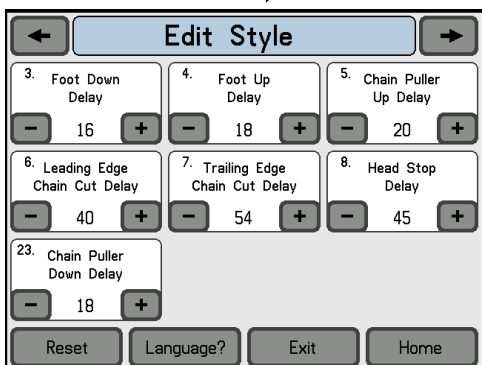 Edit Style
3. Foot Down
Delay
- 16 +
4. Foot Up
Delay
- 18 +
5. Chain Puller
Up Delay
- 20 +
6. Leading Edge
Chain Cut Delay
- 40 +
7. Trailing Edge
Chain Cut Delay
- 54 +
8. Head Stop
Delay
- 45 +
23. Chain Puller
Down Delay
- 18 +
Reset
Language?
Exit
Home